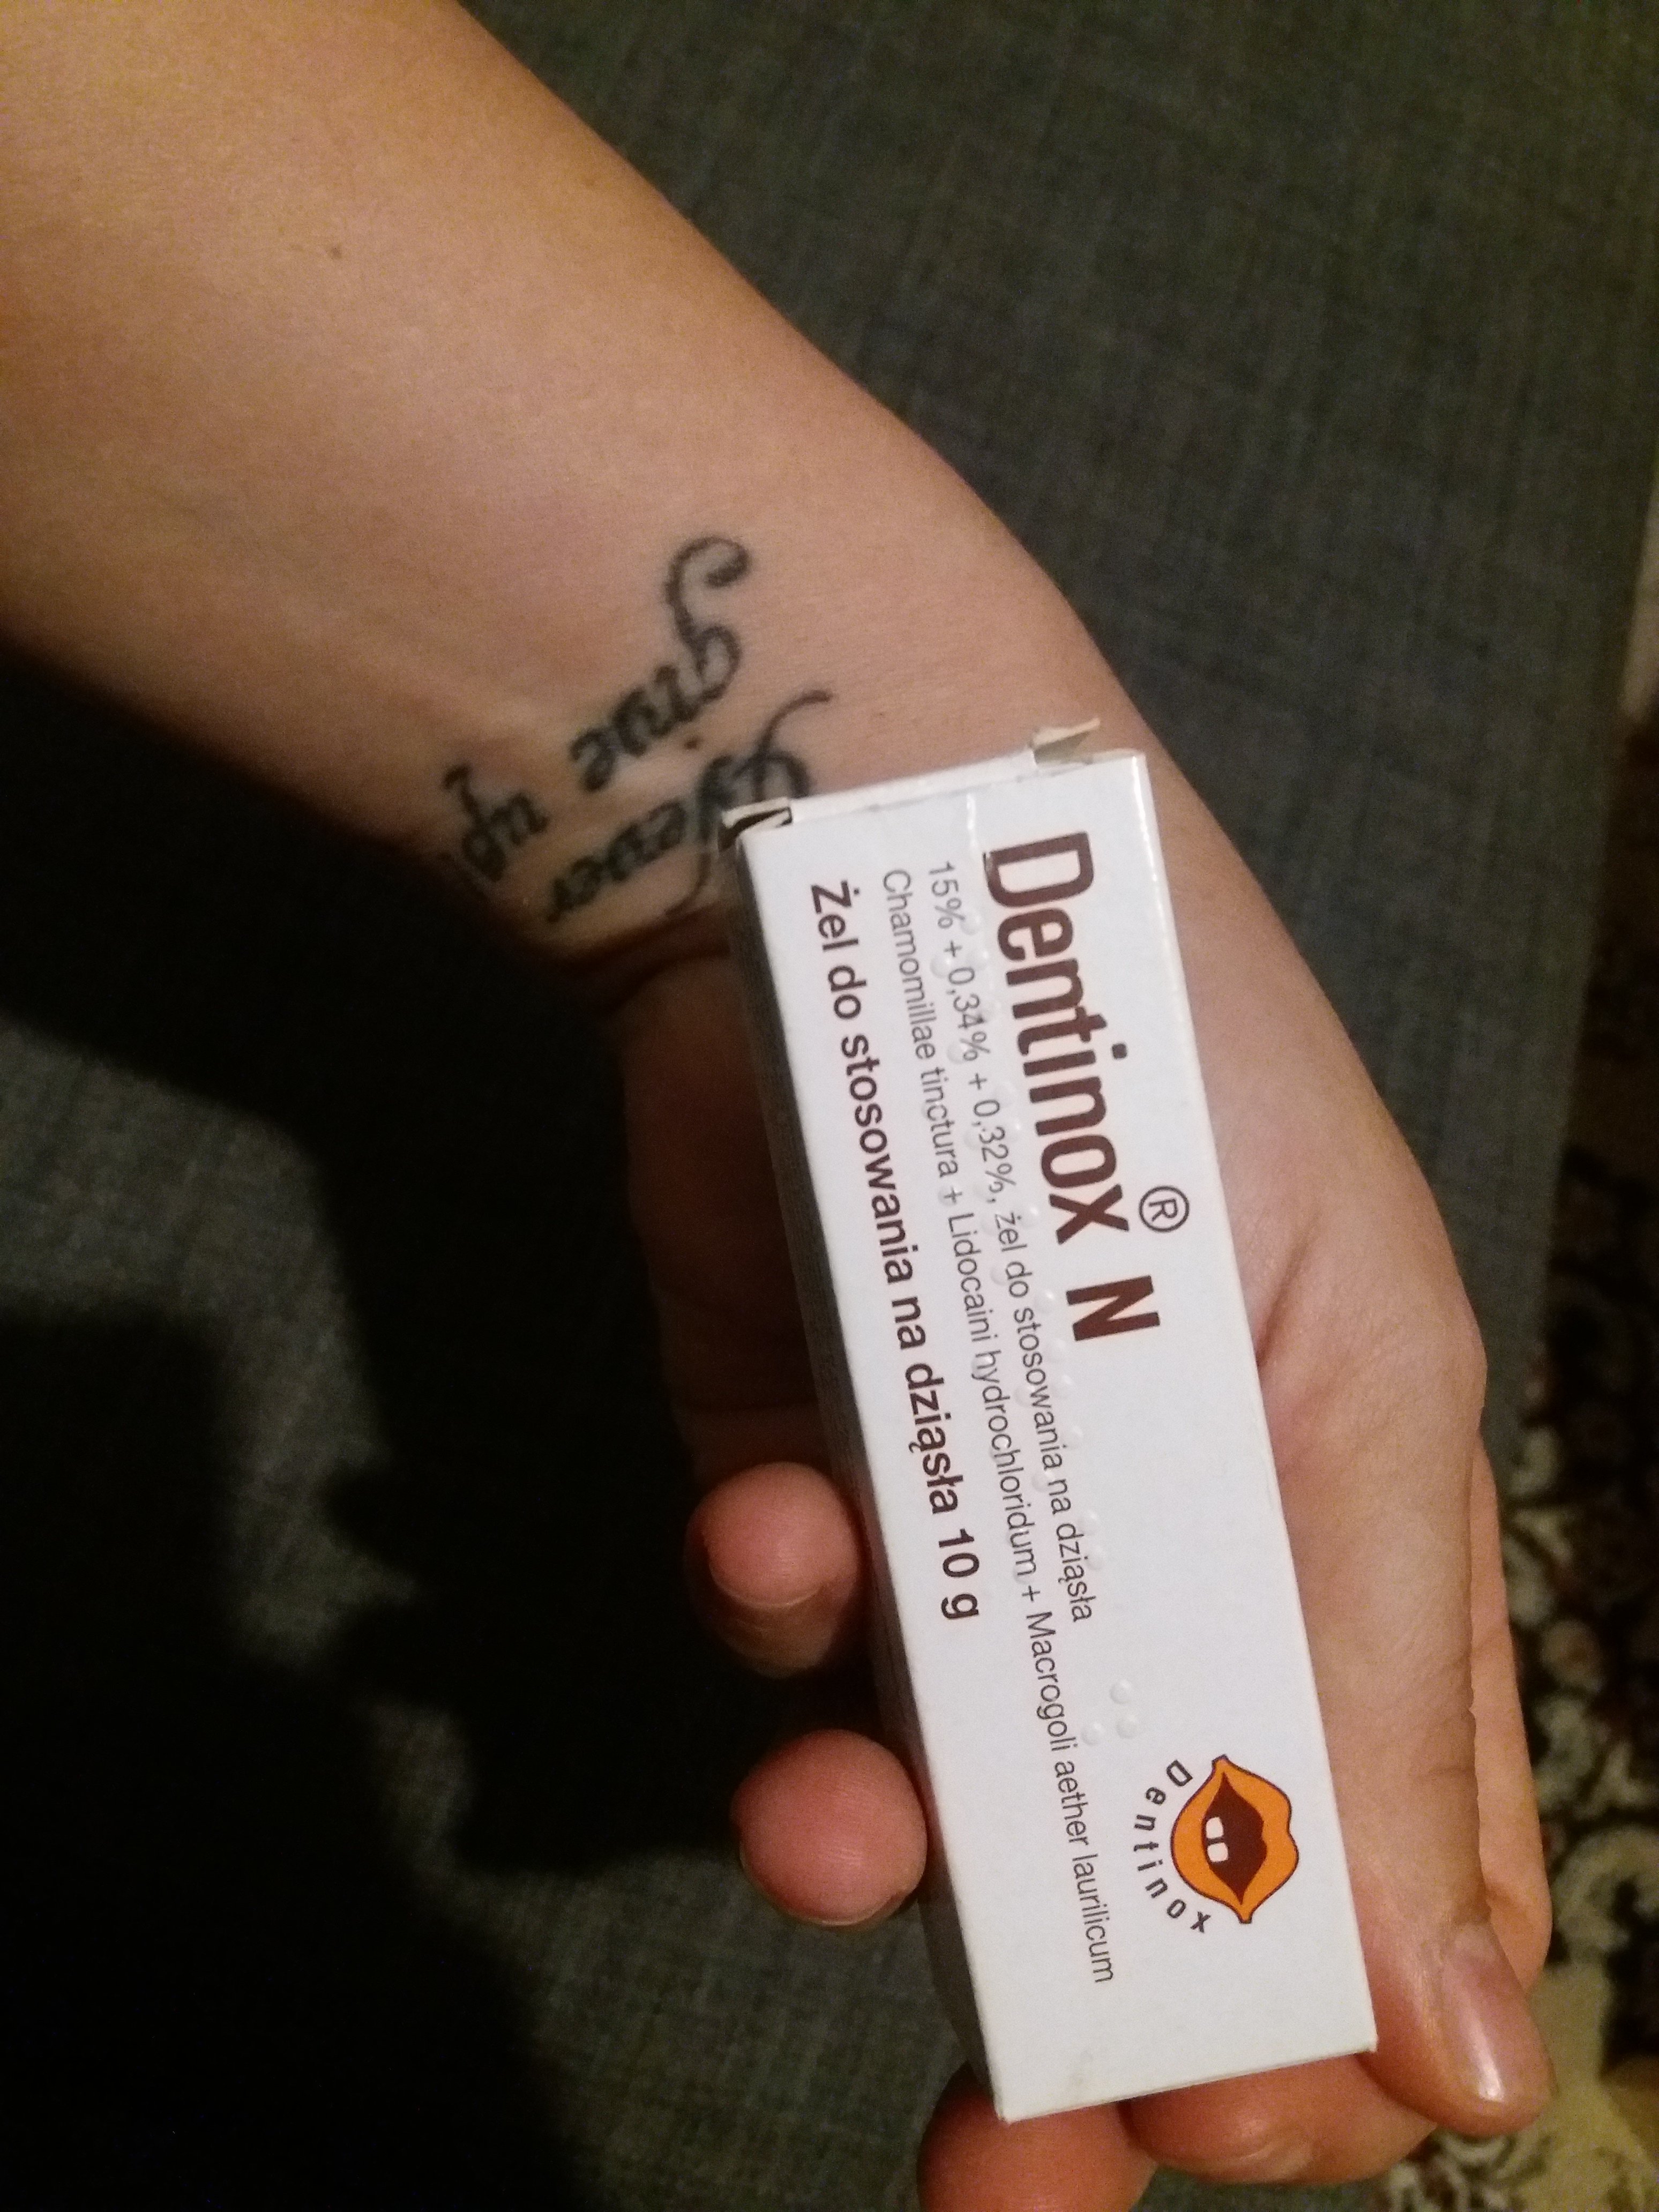 Never
give up
Dentinox® N
15% + 0,34% + 0,32%, żel do stosowania na dziąsła
Chamomillae tinctura + Lidocaini hydrochloridum + Macrogoli aether laurilicum
Żel do stosowania na dziąsła 10 g
Dentinox